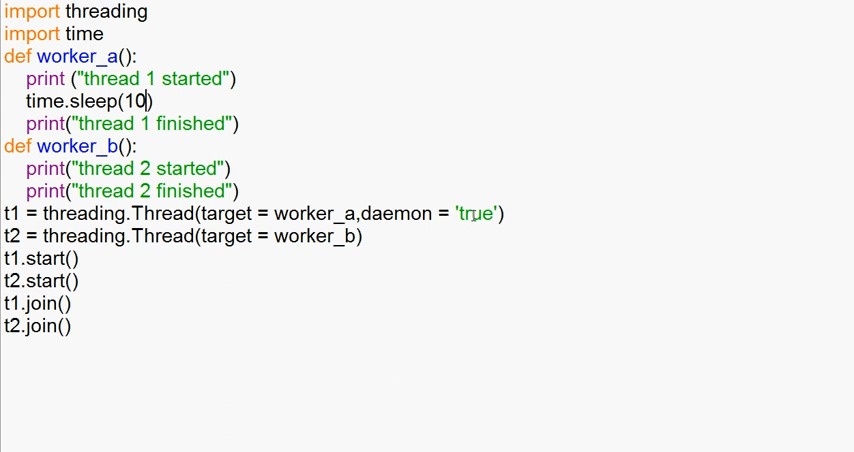 import threading
import time
def worker_a():
    print ("thread 1 started")
    time.sleep(10)
    print("thread 1 finished")
def worker_b():
    print("thread 2 started")
    print("thread 2 finished")
t1 = threading.Thread(target = worker_a,daemon = 'true')
t2 = threading.Thread(target = worker_b)
t1.start()
t2.start()
t1.join()
t2.join()